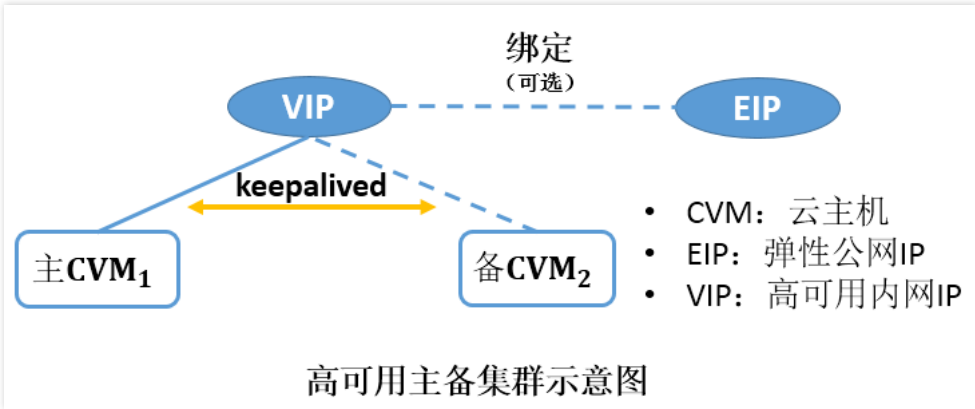 绑定
(可选)
VIP
EIP
keepalived
主CVM₁
备CVM₂
• CVM：云主机
• EIP：弹性公网IP
• VIP：高可用内网IP
高可用主备集群示意图